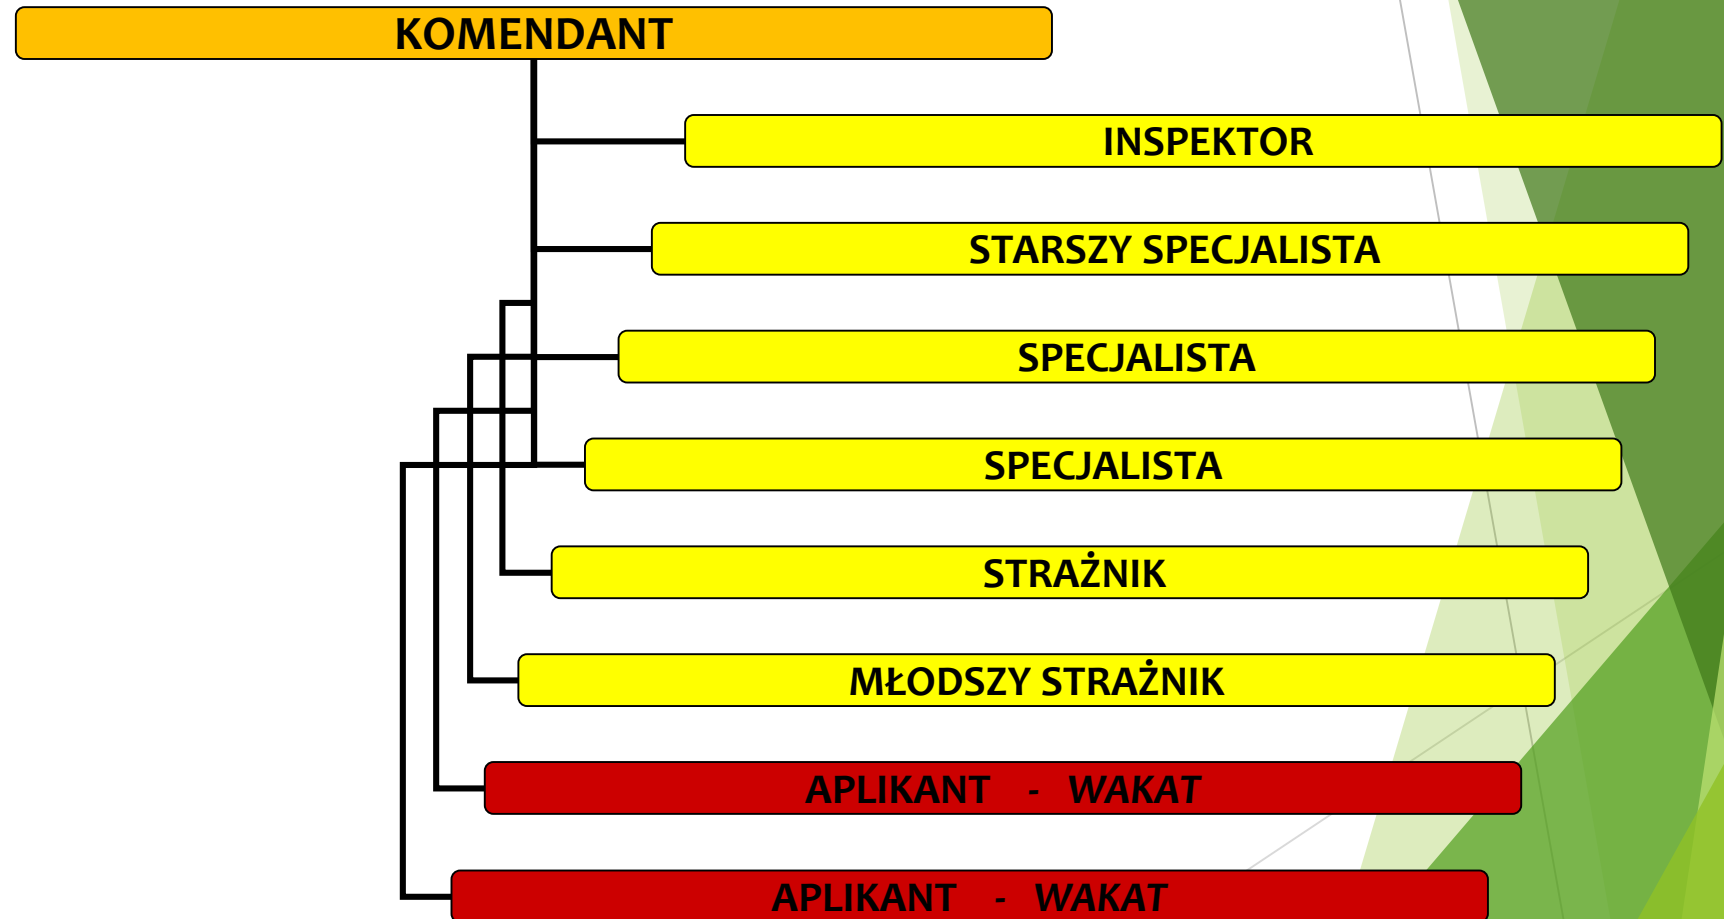 KOMENDANT
INSPEKTOR
STARSZY SPECJALISTA
SPECJALISTA
SPECJALISTA
STRAŻNIK
MŁODSZY STRAŻNIK
APLIKANT - WAKAT
APLIKANT - WAKAT